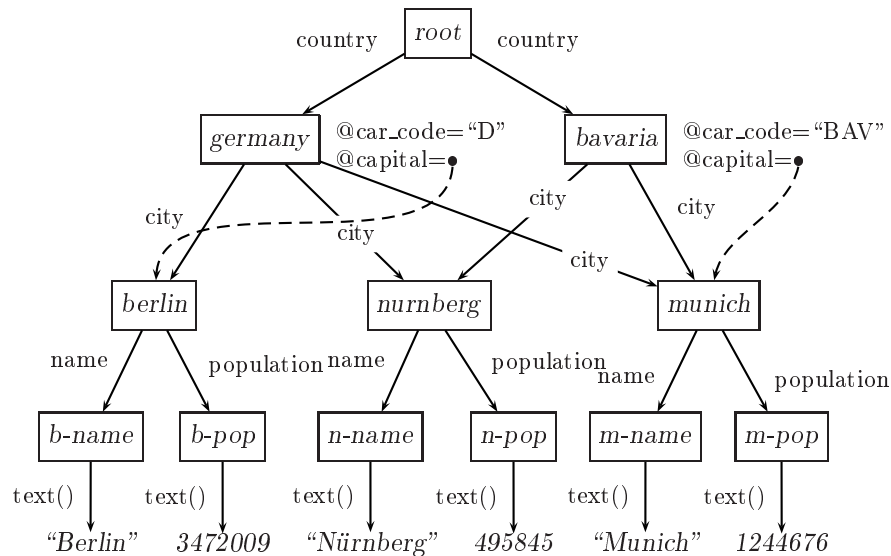 root
country country
germany @car_code=“D” bavaria @car_code=“BAV”
@capital= @capital=
city city city city city
berlin nurnberg munich
name population name population name population
b-name b-pop n-name n-pop m-name m-pop
text() text() text() text() text() text()
“Berlin” 3472009 “Nürnberg” 495845 “Munich” 1244676